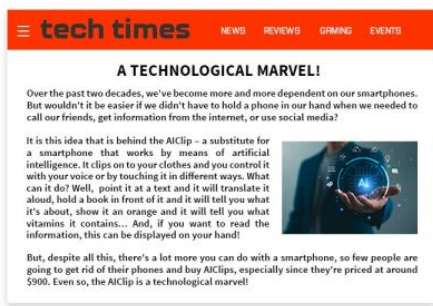 ☰ tech times NEWS REVIEWS GAMING EVENTS
A TECHNOLOGICAL MARVEL!
Over the past two decades, we've become more and more dependent on our smartphones.
But wouldn't it be easier if we didn't have to hold a phone in our hand when we needed to
call our friends, get information from the internet, or use social media?
It is this idea that is behind the AIClip – a substitute for
a smartphone that works by means of artificial
intelligence. It clips on to your clothes and you control it
with your voice or by touching it in different ways. What
can it do? Well, point it at a text and it will translate it
aloud, hold a book in front of it and it will tell you what
it's about, show it an orange and it will tell you what
vitamins it contains... And, if you want to read the
information, this can be displayed on your hand!
AI
But, despite all this, there's a lot more you can do with a smartphone, so few people are
going to get rid of their phones and buy AIClips, especially since they're priced at around
$900. Even so, the AIClip is a technological marvel!